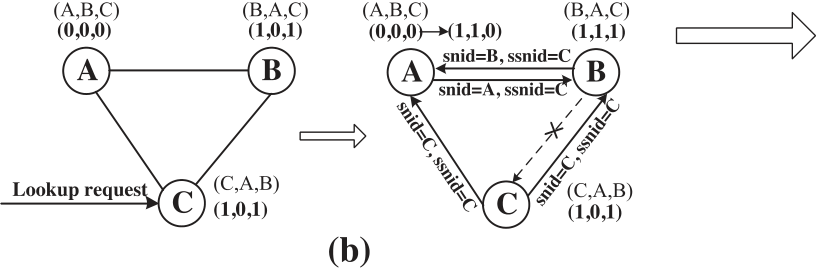 (A,B,C)
(0,0,0)
(B,A,C)
(1,0,1)
A
B
Lookup request
C
(C,A,B)
(1,0,1)
(A,B,C)
(0,0,0)
(1,1,0)
(B,A,C)
(1,1,1)
snid=B, ssnid=C
A
B
snid=A, ssnid=C
snid=C, ssnid=C
snid=C, ssnid=C
C
(C,A,B)
(1,0,1)
(b)